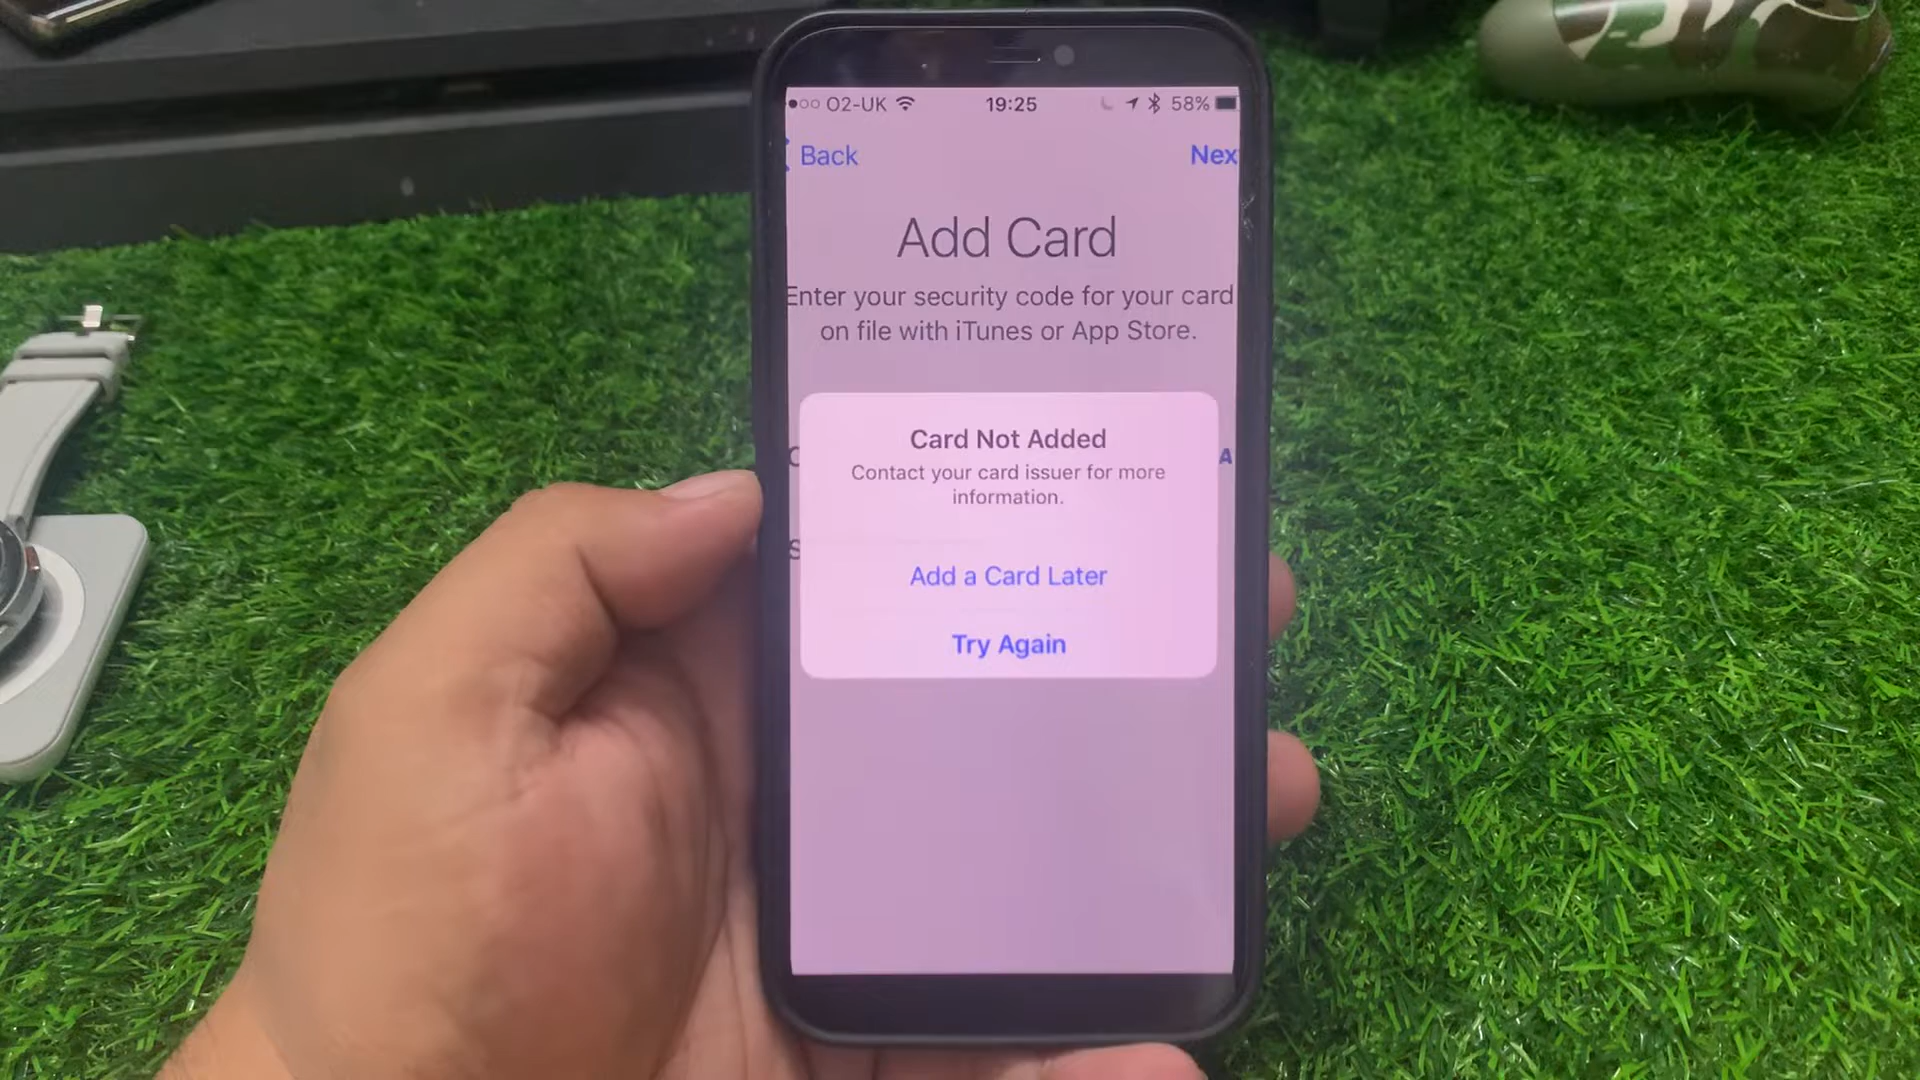 O2-UK 19:25 58%
Back Nex
Add Card
Enter your security code for your card
on file with iTunes or App Store.
Card Not Added
Contact your card issuer for more
information.
A
Add a Card Later
S
Try Again